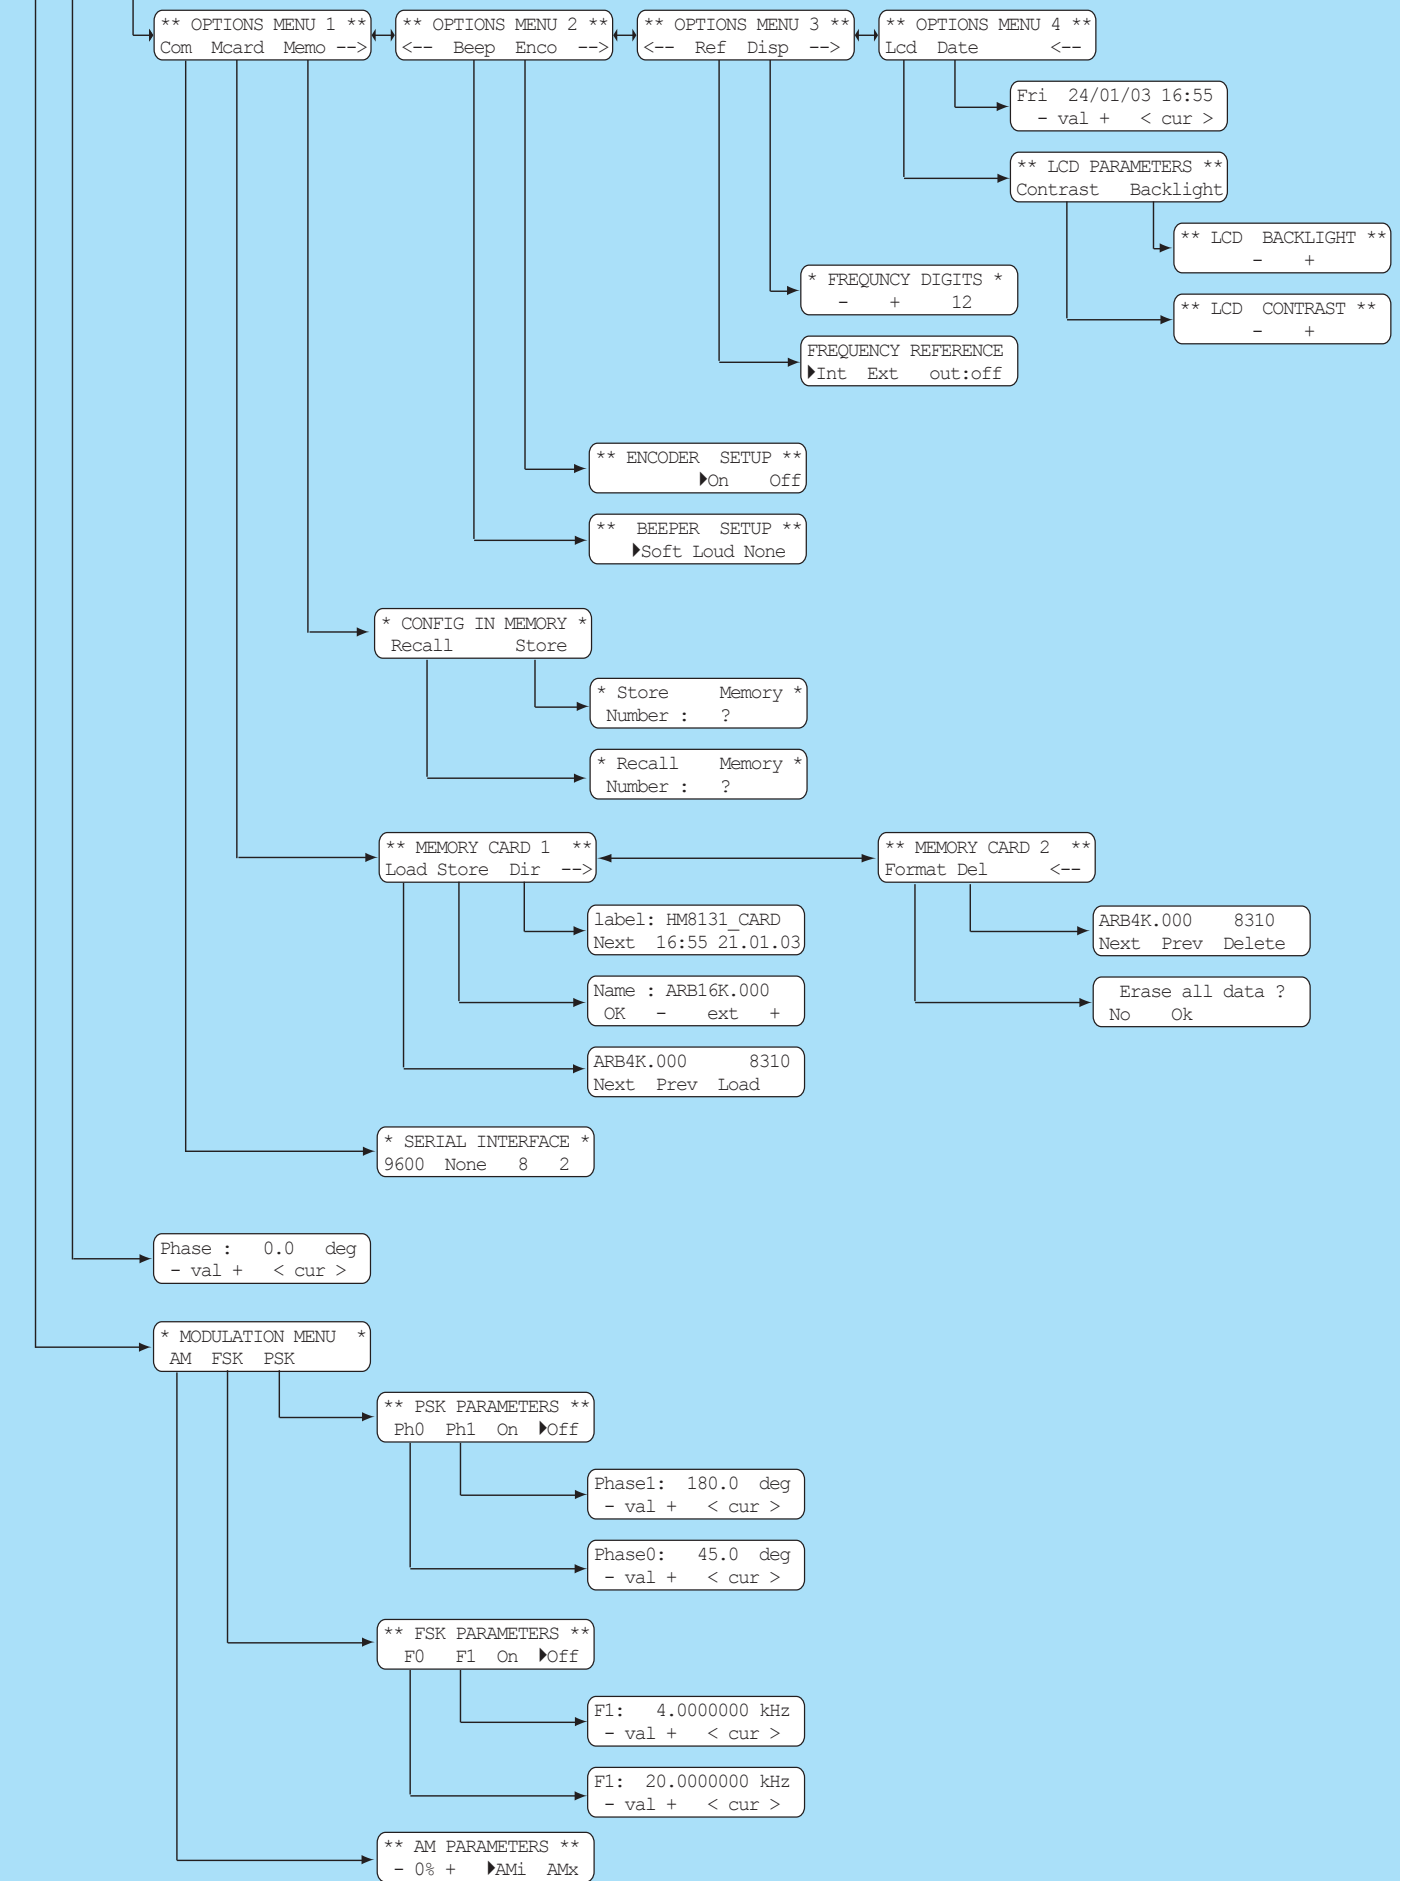 ** OPTIONS MENU 1 **
Com Mcard Memo -->
** OPTIONS MENU 2 **
<-- Beep Enco -->
** OPTIONS MENU 3 **
<-- Ref Disp -->
** OPTIONS MENU 4 **
Lcd Date <--
Fri 24/01/03 16:55
- val + < cur >
** LCD PARAMETERS **
Contrast Backlight
** LCD BACKLIGHT **
- +
* FREQUNCY DIGITS *
- + 12
** LCD CONTRAST **
- +
FREQUENCY REFERENCE
Int Ext out:off
** ENCODER SETUP **
On Off
** BEEPER SETUP **
Soft Loud None
* CONFIG IN MEMORY *
Recall Store
* Store Memory *
Number : ?
* Recall Memory *
Number : ?
** MEMORY CARD 1 **
Load Store Dir -->
** MEMORY CARD 2 **
Format Del <--
label: HM8131_CARD
Next 16:55 21.01.03
ARB4K.000 8310
Next Prev Delete
Name : ARB16K.000
OK - ext +
Erase all data ?
No Ok
ARB4K.000 8310
Next Prev Load
* SERIAL INTERFACE *
9600 None 8 2
Phase : 0.0 deg
- val + < cur >
* MODULATION MENU *
AM FSK PSK
** PSK PARAMETERS **
Ph0 Ph1 On Off
Phase1: 180.0 deg
- val + < cur >
Phase0: 45.0 deg
- val + < cur >
** FSK PARAMETERS **
F0 F1 On Off
F1: 4.0000000 kHz
- val + < cur >
F1: 20.0000000 kHz
- val + < cur >
** AM PARAMETERS **
- 0% + AMi AMx